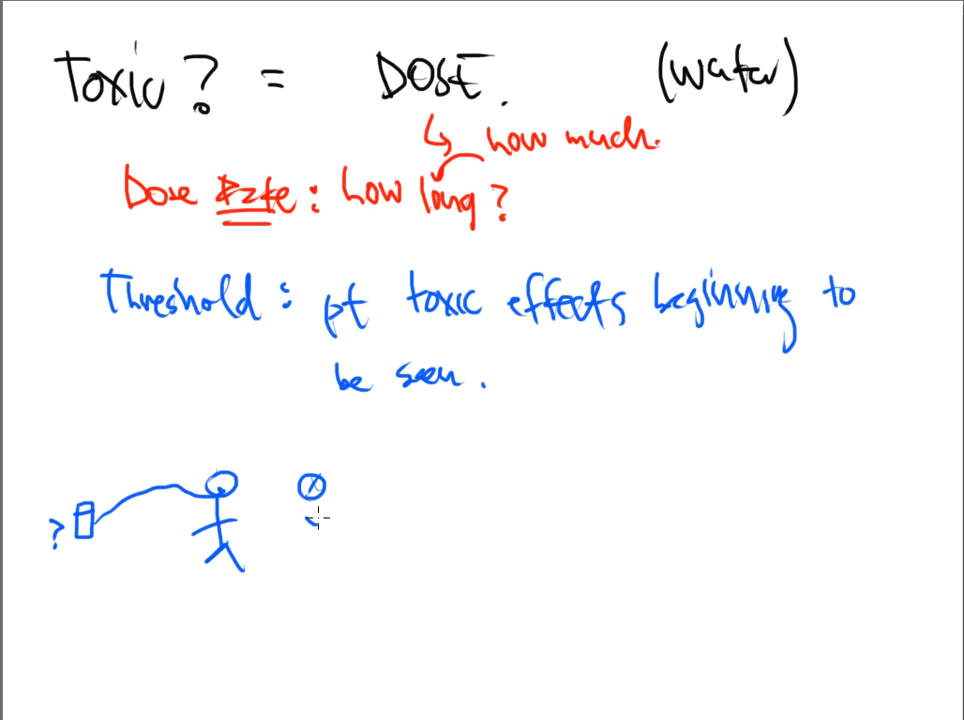 Toxic? = DOSE. (water)
↳ how much.
Dose Rate: how long?
Threshold: pt toxic effects beginning to
be seen.
?